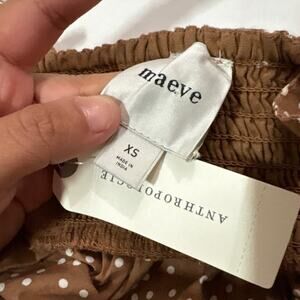 maeve
XS
MADE IN
INDIA
ANTHROPOLOGIE